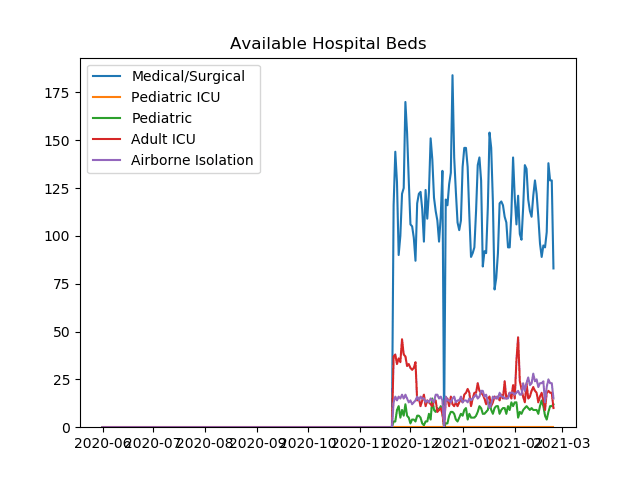 Available Hospital Beds
Medical/Surgical
Pediatric ICU
Pediatric
Adult ICU
Airborne Isolation
175
150
125
100
75
50
25
0
2020-06 2020-07 2020-08 2020-09 2020-10 2020-11 2020-12 2021-01 2021-02 2021-03